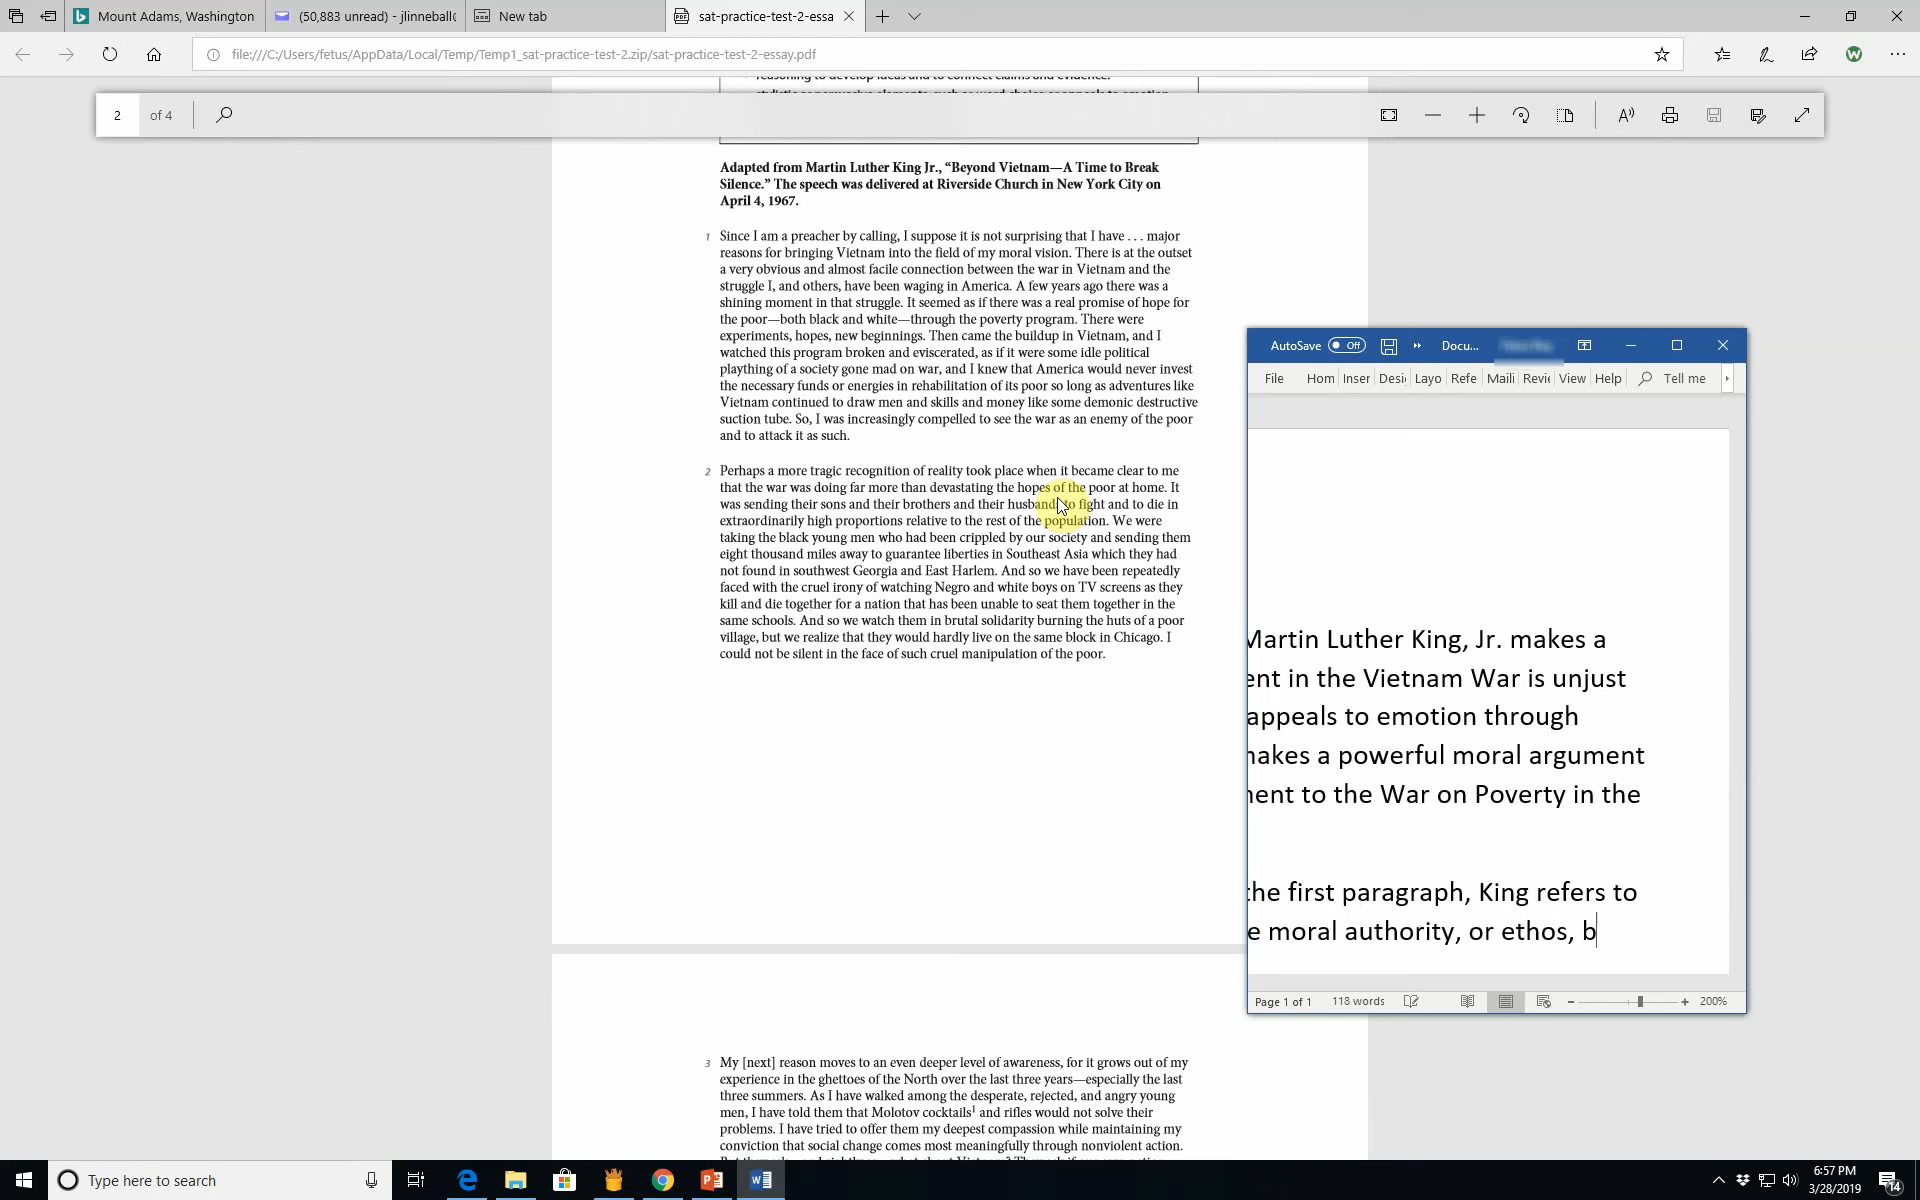 Mount Adams, Washington
(50,883 unread) - jlinneball
New tab
sat-practice-test-2-essa
file:///C:/Users/fetus/AppData/Local/Temp/Temp1_sat-practice-test-2.zip/sat-practice-test-2-essay.pdf
W
reasoning to develop ideas and to connect claims and evidence.
2 of 4
Adapted from Martin Luther King Jr., “Beyond Vietnam—A Time to Break
Silence.” The speech was delivered at Riverside Church in New York City on
April 4, 1967.
1 Since I am a preacher by calling, I suppose it is not surprising that I have . . . major
reasons for bringing Vietnam into the field of my moral vision. There is at the outset
a very obvious and almost facile connection between the war in Vietnam and the
struggle I, and others, have been waging in America. A few years ago there was a
shining moment in that struggle. It seemed as if there was a real promise of hope for
the poor—both black and white—through the poverty program. There were
experiments, hopes, new beginnings. Then came the buildup in Vietnam, and I
watched this program broken and eviscerated, as if it were some idle political
plaything of a society gone mad on war, and I knew that America would never invest
the necessary funds or energies in rehabilitation of its poor so long as adventures like
Vietnam continued to draw men and skills and money like some demonic destructive
suction tube. So, I was increasingly compelled to see the war as an enemy of the poor
and to attack it as such.
2 Perhaps a more tragic recognition of reality took place when it became clear to me
that the war was doing far more than devastating the hopes of the poor at home. It
was sending their sons and their brothers and their husbands to fight and to die in
extraordinarily high proportions relative to the rest of the population. We were
taking the black young men who had been crippled by our society and sending them
eight thousand miles away to guarantee liberties in Southeast Asia which they had
not found in southwest Georgia and East Harlem. And so we have been repeatedly
faced with the cruel irony of watching Negro and white boys on TV screens as they
kill and die together for a nation that has been unable to seat them together in the
same schools. And so we watch them in brutal solidarity burning the huts of a poor
village, but we realize that they would hardly live on the same block in Chicago. I
could not be silent in the face of such cruel manipulation of the poor.
3 My [next] reason moves to an even deeper level of awareness, for it grows out of my
experience in the ghettoes of the North over the last three years—especially the last
three summers. As I have walked among the desperate, rejected, and angry young
men, I have told them that Molotov cocktails1 and rifles would not solve their
problems. I have tried to offer them my deepest compassion while maintaining my
conviction that social change comes most meaningfully through nonviolent action.
AutoSave Off Docu...
File Hom Inser Desi Layo Refe Maili Revie View Help Tell me
Martin Luther King, Jr. makes a
ent in the Vietnam War is unjust
appeals to emotion through
makes a powerful moral argument
ment to the War on Poverty in the
the first paragraph, King refers to
e moral authority, or ethos, b
Page 1 of 1 118 words 200%
Type here to search
6:57 PM
3/28/2019
14